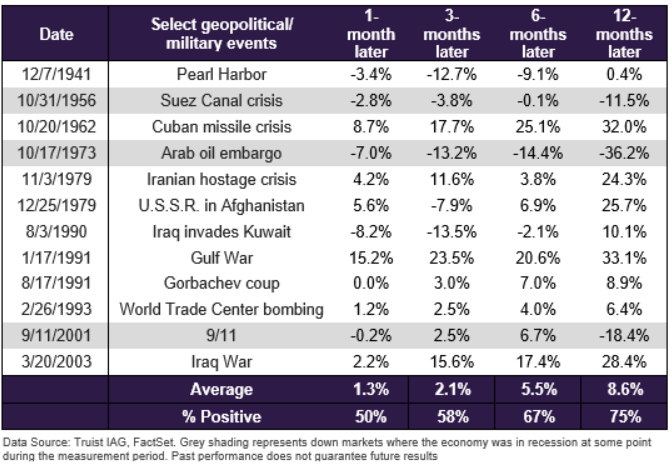 Date Select geopolitical/ military events 1-month later 3-months later 6-months later 12-months later
12/7/1941 Pearl Harbor -3.4% -12.7% -9.1% 0.4%
10/31/1956 Suez Canal crisis -2.8% -3.8% -0.1% -11.5%
10/20/1962 Cuban missile crisis 8.7% 17.7% 25.1% 32.0%
10/17/1973 Arab oil embargo -7.0% -13.2% -14.4% -36.2%
11/3/1979 Iranian hostage crisis 4.2% 11.6% 3.8% 24.3%
12/25/1979 U.S.S.R. in Afghanistan 5.6% -7.9% 6.9% 25.7%
8/3/1990 Iraq invades Kuwait -8.2% -13.5% -2.1% 10.1%
1/17/1991 Gulf War 15.2% 23.5% 20.6% 33.1%
8/17/1991 Gorbachev coup 0.0% 3.0% 7.0% 8.9%
2/26/1993 World Trade Center bombing 1.2% 2.5% 4.0% 6.4%
9/11/2001 9/11 -0.2% 2.5% 6.7% -18.4%
3/20/2003 Iraq War 2.2% 15.6% 17.4% 28.4%
Average 1.3% 2.1% 5.5% 8.6%
% Positive 50% 58% 67% 75%
Data Source: Truist IAG, FactSet. Grey shading represents down markets where the economy was in recession at some point
during the measurement period. Past performance does not guarantee future results